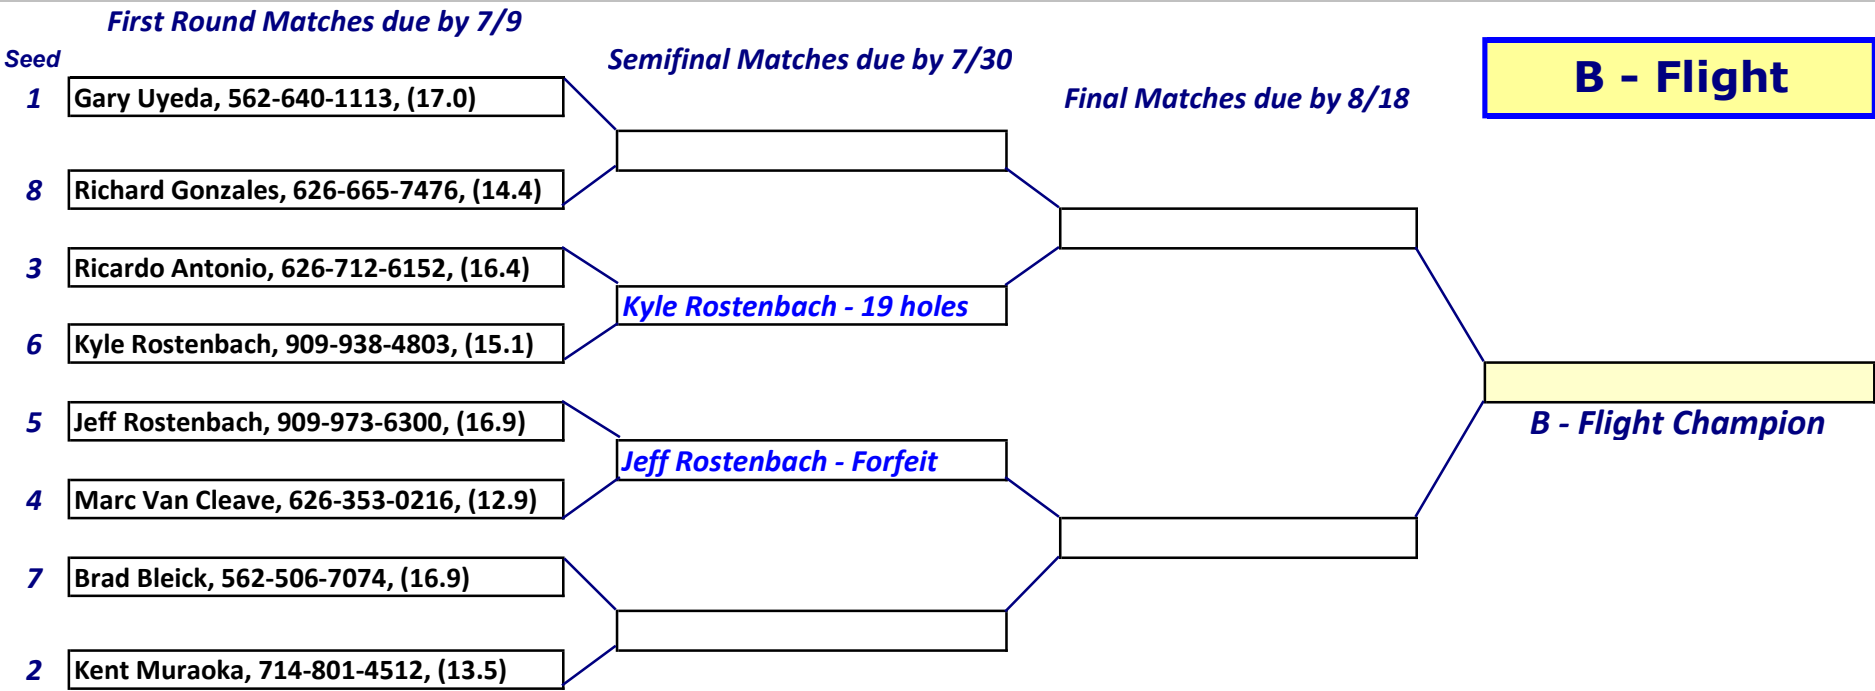 First Round Matches due by 7/9
Semifinal Matches due by 7/30
Final Matches due by 8/18
B - Flight
Seed
1 Gary Uyeda, 562-640-1113, (17.0)
8 Richard Gonzales, 626-665-7476, (14.4)
3 Ricardo Antonio, 626-712-6152, (16.4)
Kyle Rostenbach - 19 holes
6 Kyle Rostenbach, 909-938-4803, (15.1)
5 Jeff Rostenbach, 909-973-6300, (16.9)
B - Flight Champion
Jeff Rostenbach - Forfeit
4 Marc Van Cleave, 626-353-0216, (12.9)
7 Brad Bleick, 562-506-7074, (16.9)
2 Kent Muraoka, 714-801-4512, (13.5)